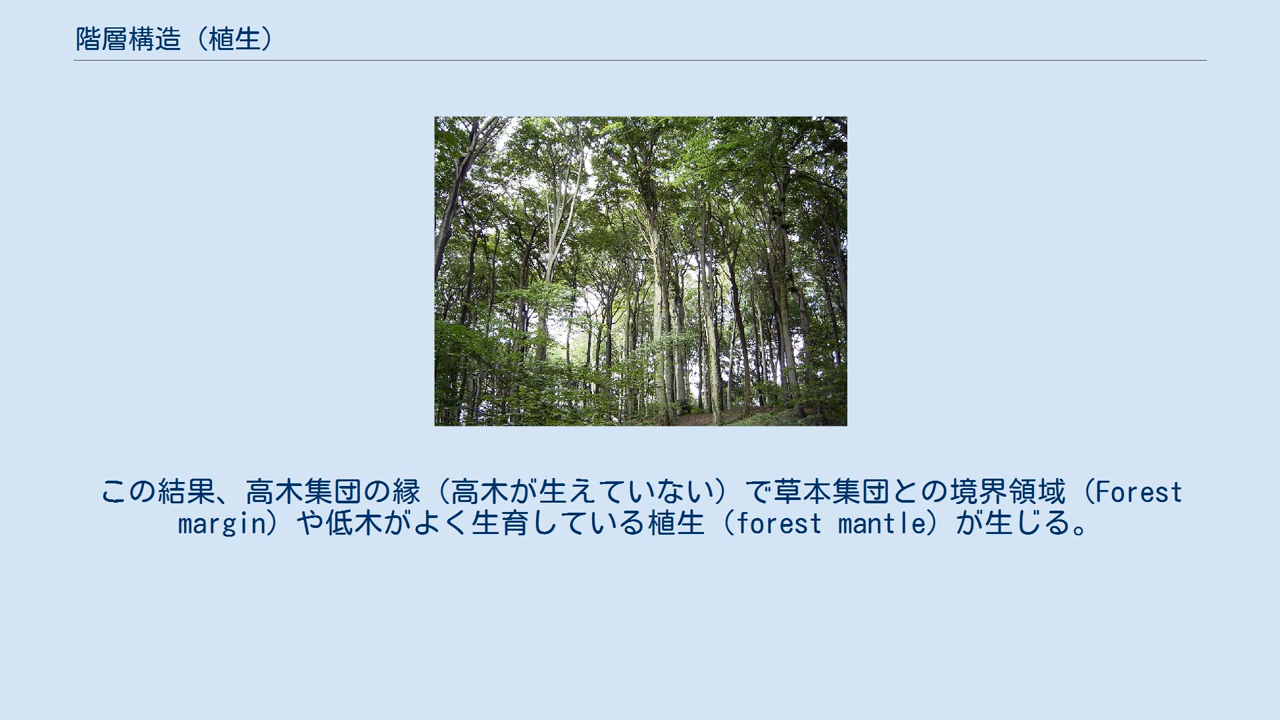 階層構造（植生）
この結果、高木集団の縁（高木が生えていない）で草本集団との境界領域（Forest
margin）や低木がよく生育している植生（forest mantle）が生じる。